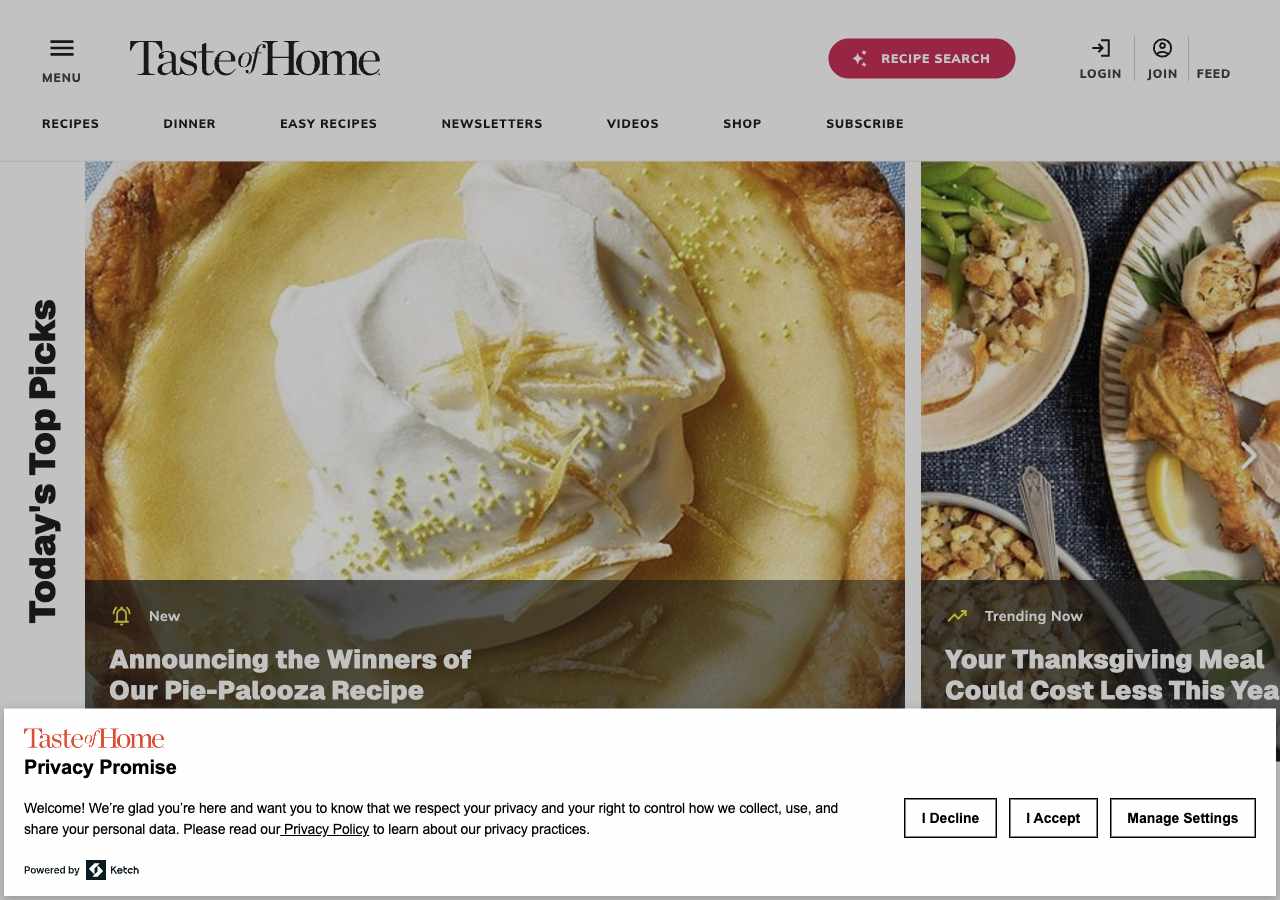 MENU
Taste of Home
RECIPE SEARCH
LOGIN
JOIN
FEED
RECIPES
DINNER
EASY RECIPES
NEWSLETTERS
VIDEOS
SHOP
SUBSCRIBE
Today's Top Picks
New
Announcing the Winners of
Our Pie-Palooza Recipe
Trending Now
Your Thanksgiving Meal
Could Cost Less This Yea
Taste of Home
Privacy Promise
Welcome! We’re glad you’re here and want you to know that we respect your privacy and your right to control how we collect, use, and
share your personal data. Please read our Privacy Policy to learn about our privacy practices.
I Decline
I Accept
Manage Settings
Powered by Ketch